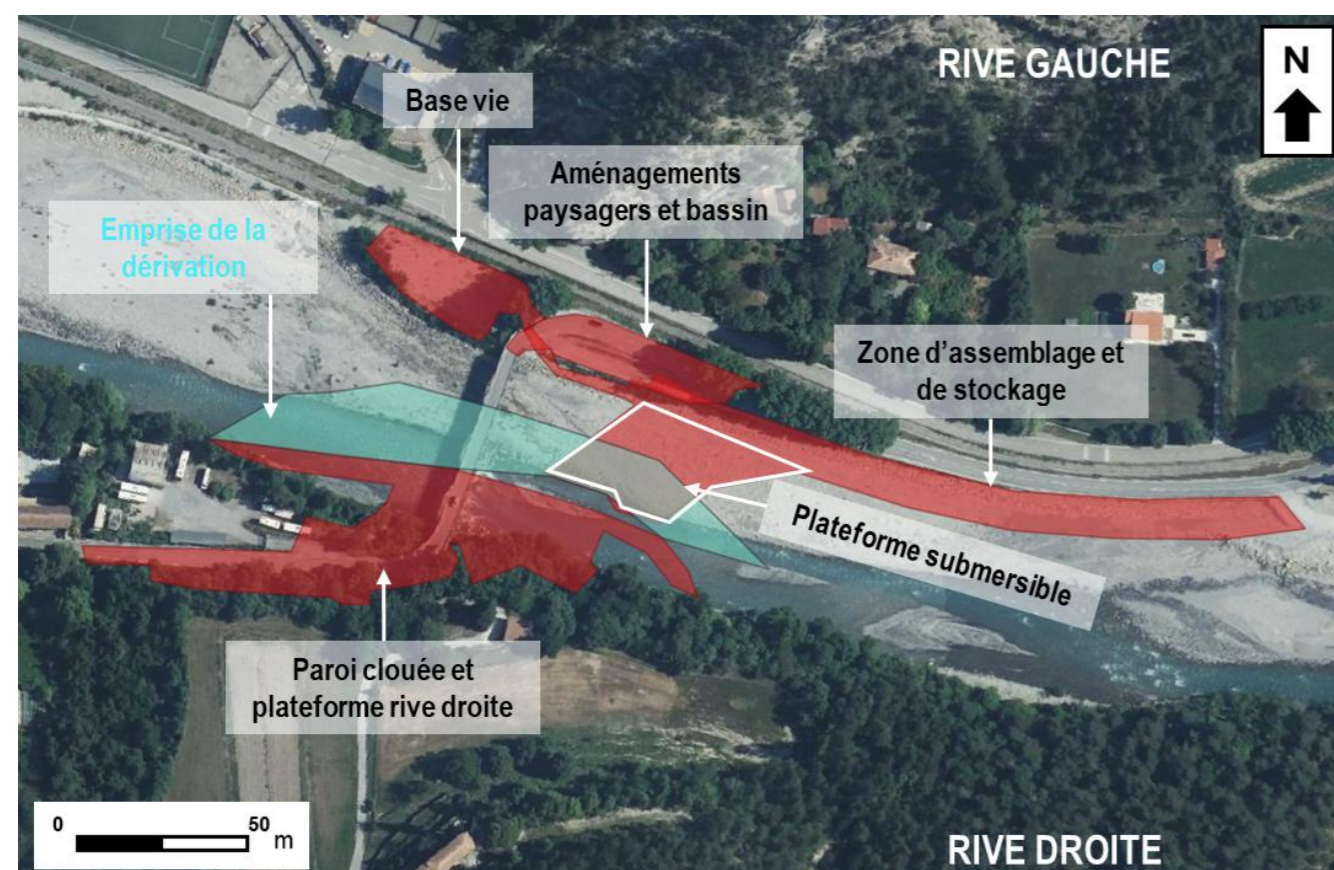 RIVE GAUCHE
N
Base vie
Aménagements
paysagers et bassin
Emprise de la
dérivation
Zone d'assemblage et
de stockage
Plateforme submersible
Paroi clouée et
plateforme rive droite
0 50 m
RIVE DROITE